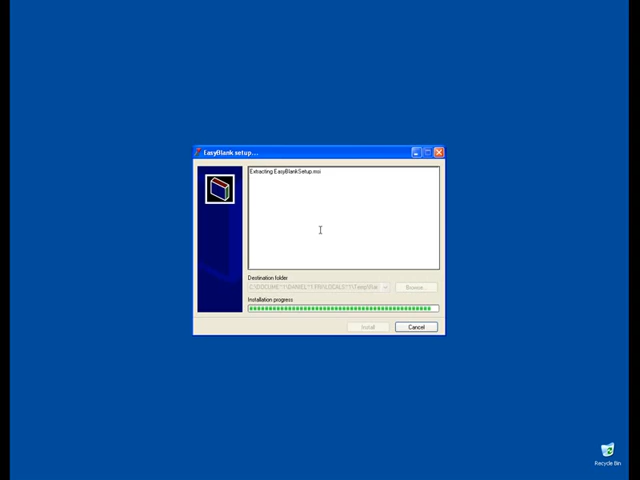 EasyBlank setup...
Extracting EasyBlankSetup.msi
Destination folder
Browse...
Installation progress
Install
Cancel
Recycle Bin